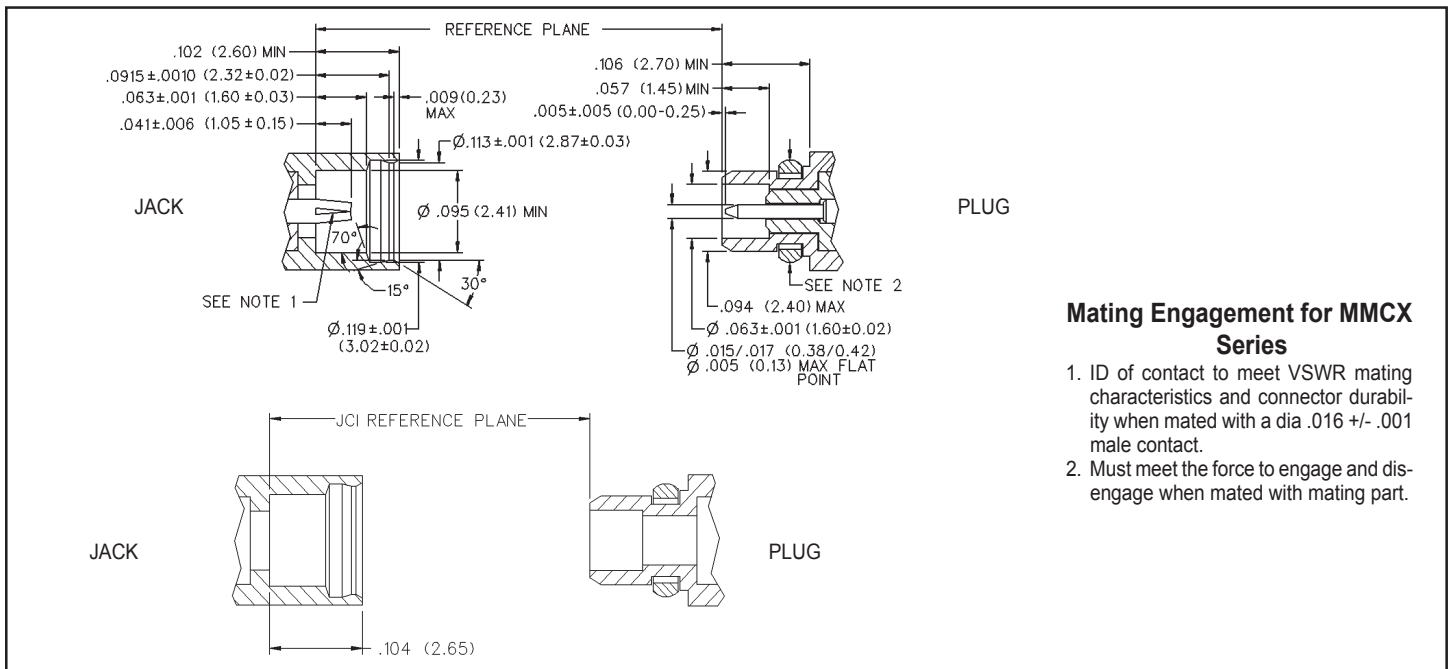 REFERENCE PLANE
.102 (2.60) MIN
.0915±.0010 (2.32±0.02)
.063±.001 (1.60±0.03)
.041±.006 (1.05±0.15)
.009(0.23)
MAX
Ø.113±.001 (2.87±0.03)
.106 (2.70) MIN
.057 (1.45) MIN
.005±.005 (0.00-0.25)
JACK
Ø .095 (2.41) MIN
70°
15°
30°
SEE NOTE 1
Ø.119±.001
(3.02±0.02)
PLUG
SEE NOTE 2
.094 (2.40) MAX
Ø .063±.001 (1.60±0.02)
Ø .015/.017 (0.38/0.42)
Ø .005 (0.13) MAX FLAT
POINT
Mating Engagement for MMCX
Series
1. ID of contact to meet VSWR mating
characteristics and connector durabil-
ity when mated with a dia .016 +/- .001
male contact.
2. Must meet the force to engage and dis-
engage when mated with mating part.
JCI REFERENCE PLANE
JACK
PLUG
.104 (2.65)